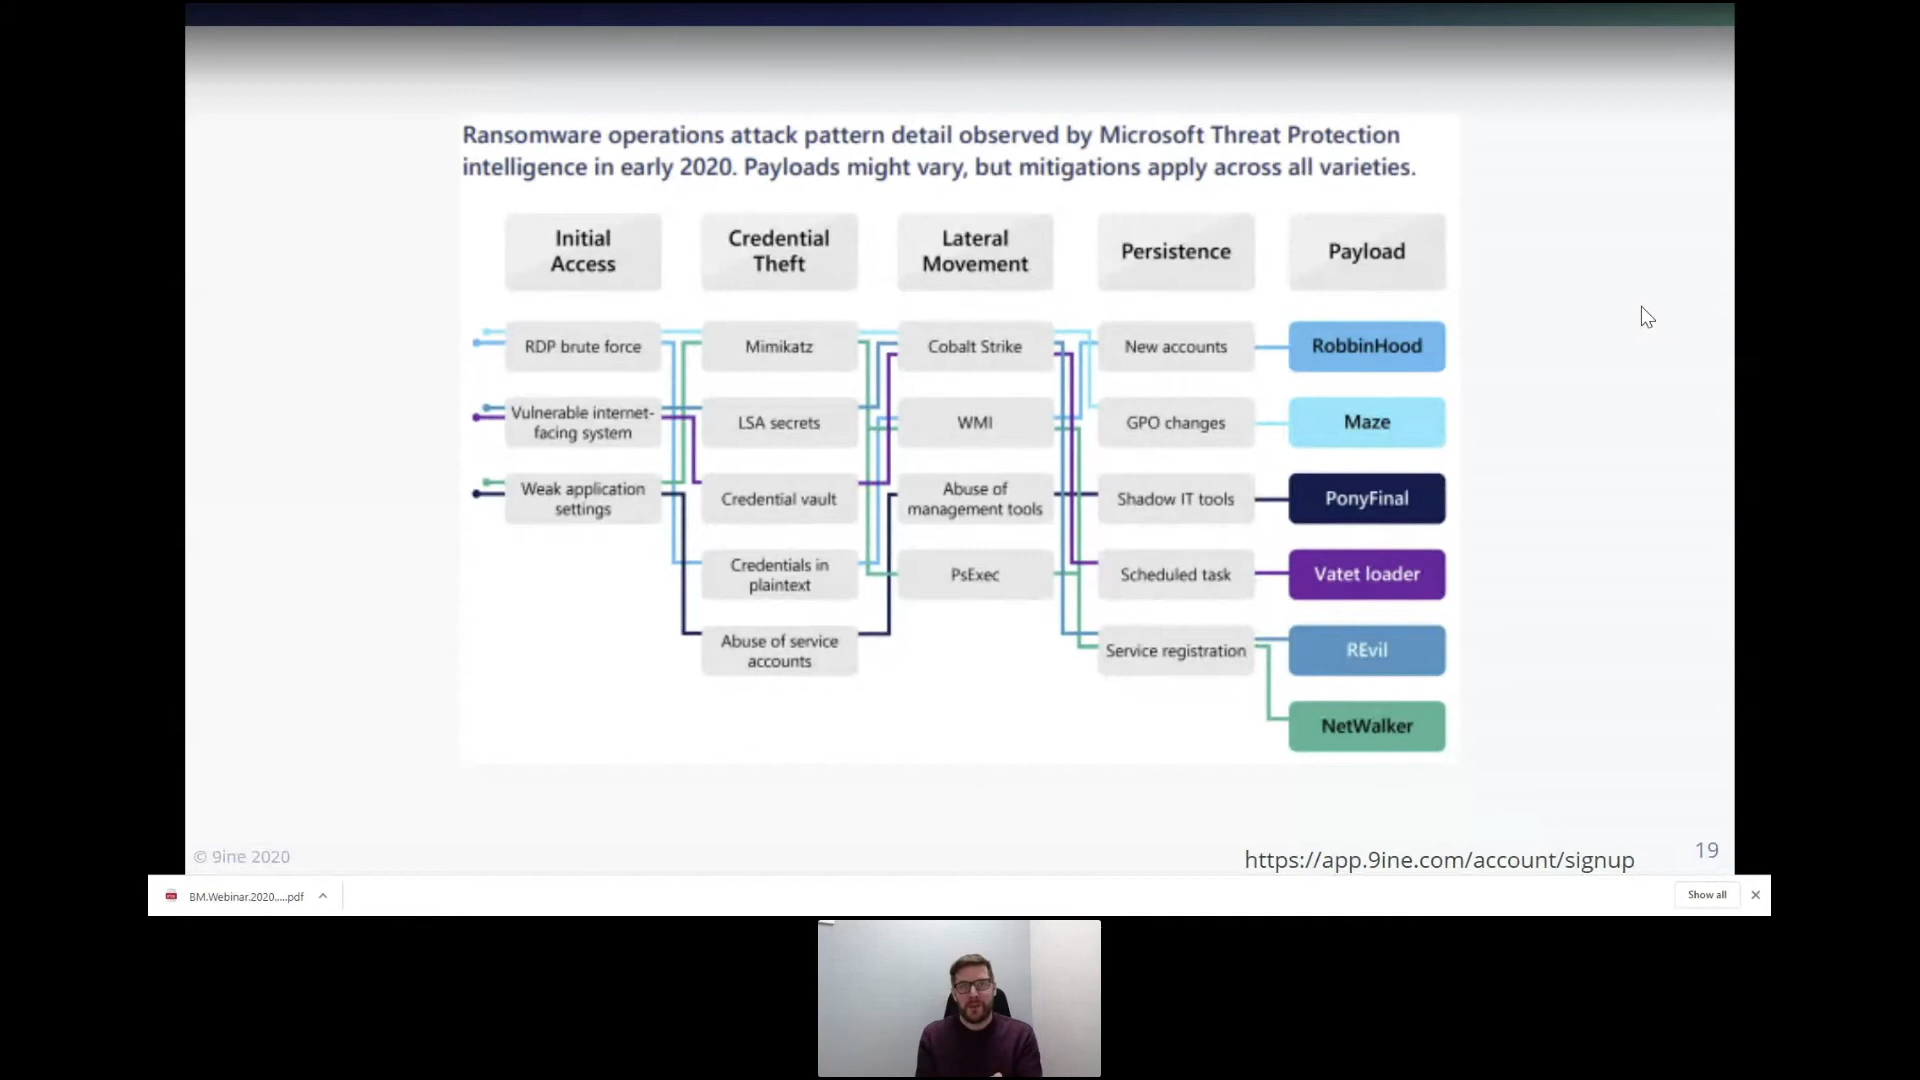 Ransomware operations attack pattern detail observed by Microsoft Threat Protection
intelligence in early 2020. Payloads might vary, but mitigations apply across all varieties.
Initial
Access
Credential
Theft
Lateral
Movement
Persistence
Payload
RDP brute force
Mimikatz
Cobalt Strike
New accounts
RobbinHood
Vulnerable internet-
facing system
LSA secrets
WMI
GPO changes
Maze
Weak application
settings
Credential vault
Abuse of
management tools
Shadow IT tools
PonyFinal
Credentials in
plaintext
PsExec
Scheduled task
Vatet loader
Abuse of service
accounts
Service registration
REvil
NetWalker
© 9ine 2020
https://app.9ine.com/account/signup
19
BM.Webinar.2020.....pdf
Show all